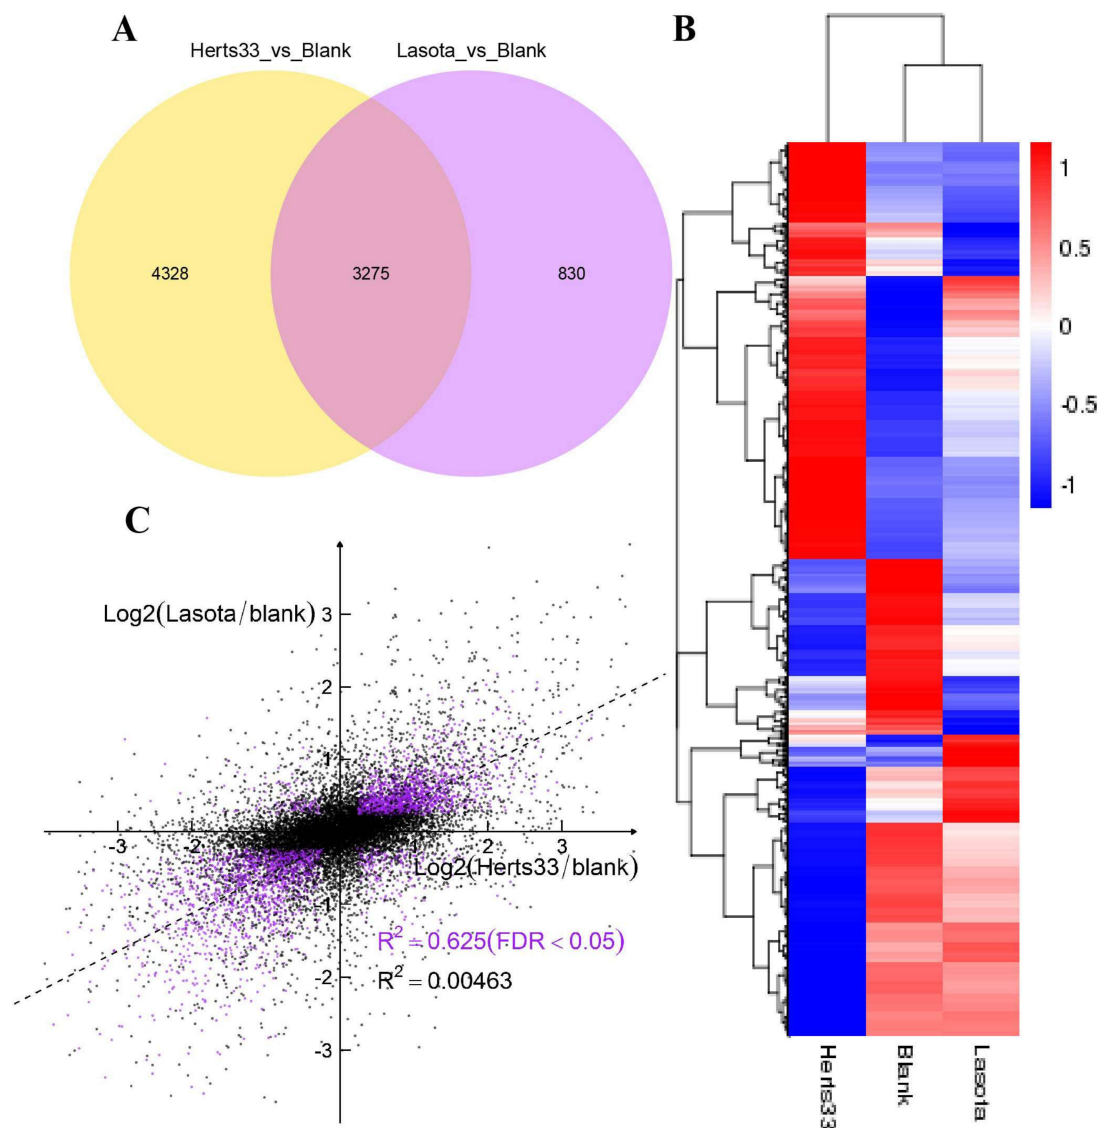 A
Herts33_vs_Blank
Lasota_vs_Blank
4328
3275
830
B
1
0.5
0
-0.5
-1
Herts33
Blank
Lasota
C
Log2(Lasota/blank)
3
2
1
-3
-2
-1
1
2
3
Log2(Herts33/blank)
-1
R² = 0.625(FDR < 0.05)
-2
R² = 0.00463
-3